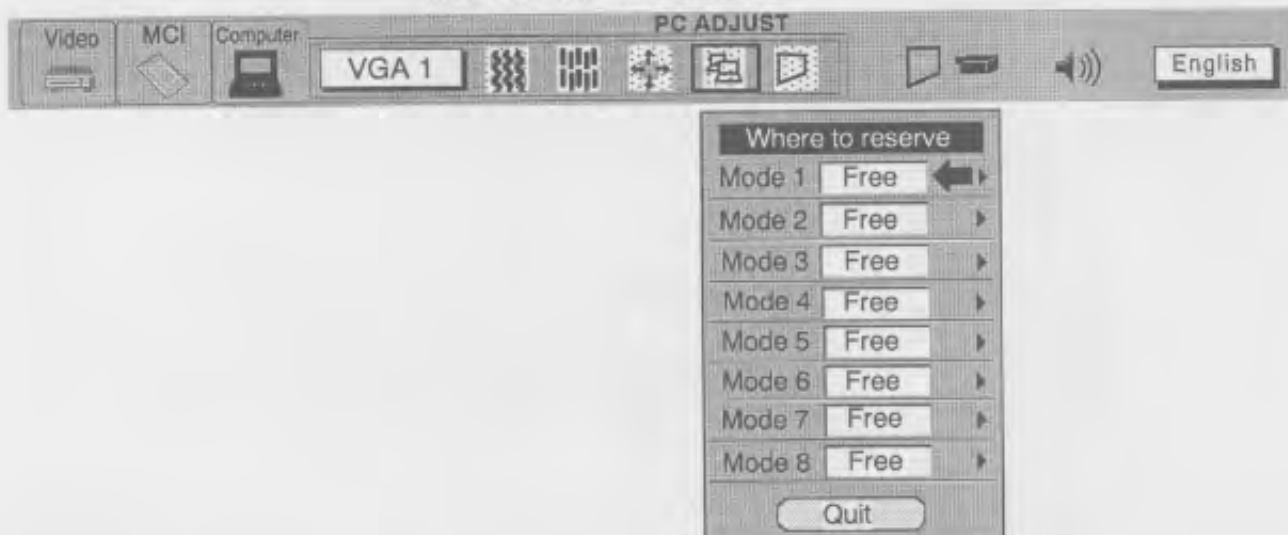 PC ADJUST
Video MCI Computer
VGA 1
English
Where to reserve
Mode 1 Free
Mode 2 Free
Mode 3 Free
Mode 4 Free
Mode 5 Free
Mode 6 Free
Mode 7 Free
Mode 8 Free
Quit